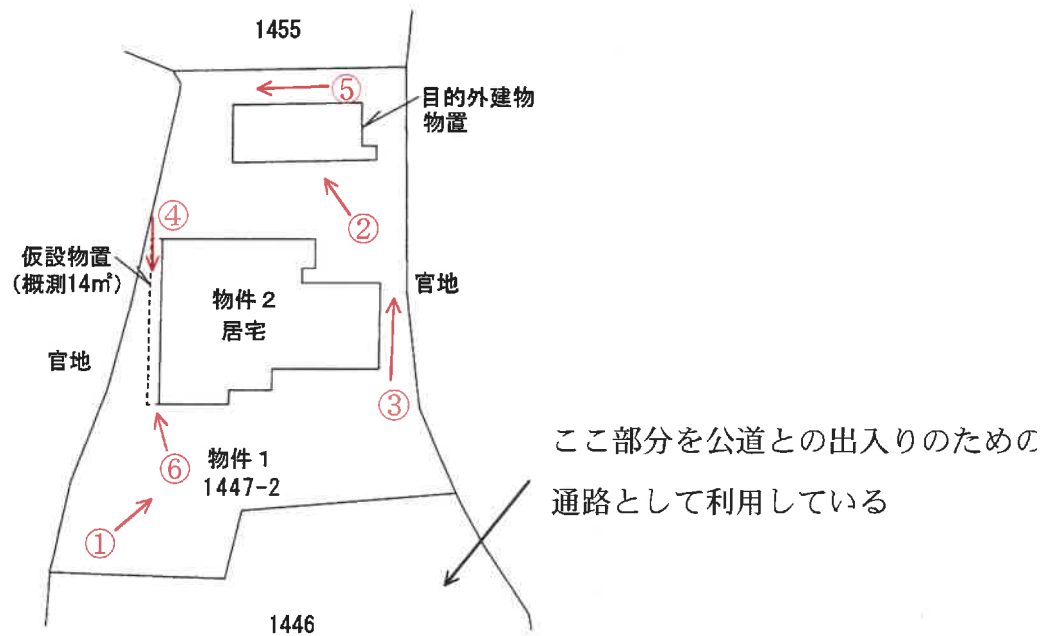 1455
⑤
目的外建物
物置
②
④
仮設物置
(概測14㎡)
物件2
居宅
官地
官地
③
ここ部分を公道との出入りのための
通路として利用している
⑥
物件1
1447-2
①
1446